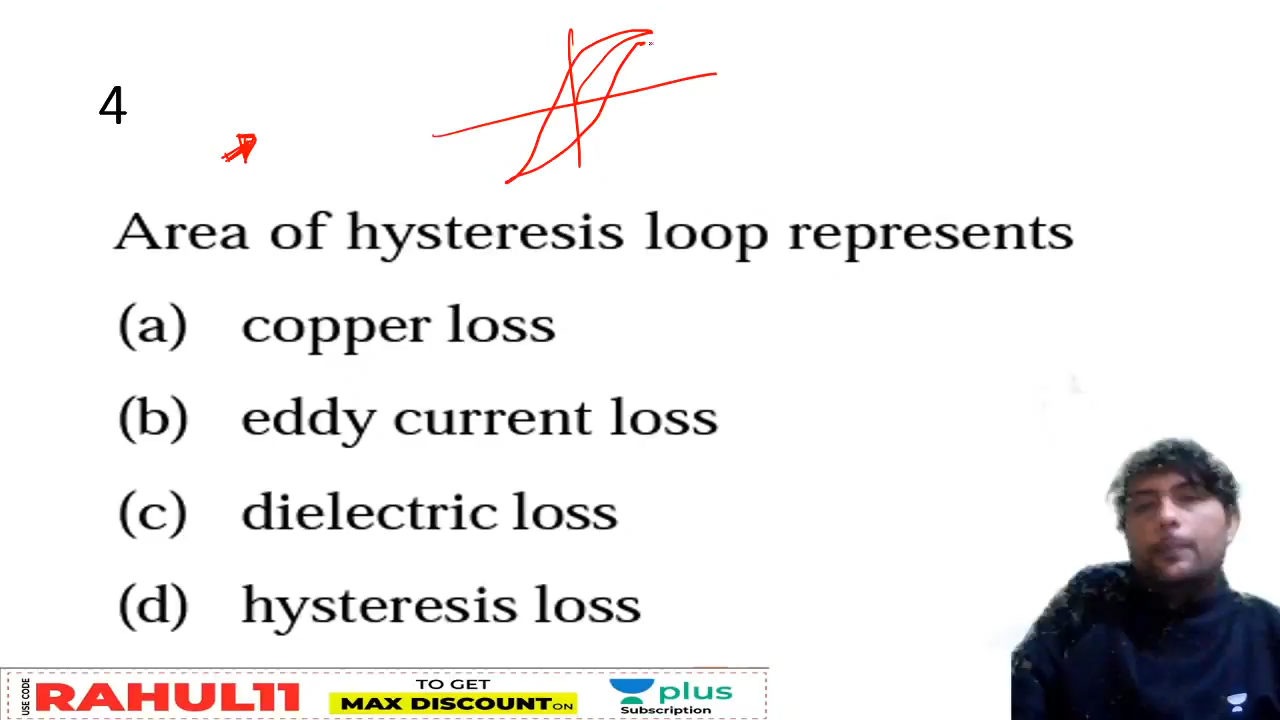 4
Area of hysteresis loop represents
(a) copper loss
(b) eddy current loss
(c) dielectric loss
(d) hysteresis loss
USE CODE
RAHUL11
TO GET
MAX DISCOUNT ON
plus
Subscription